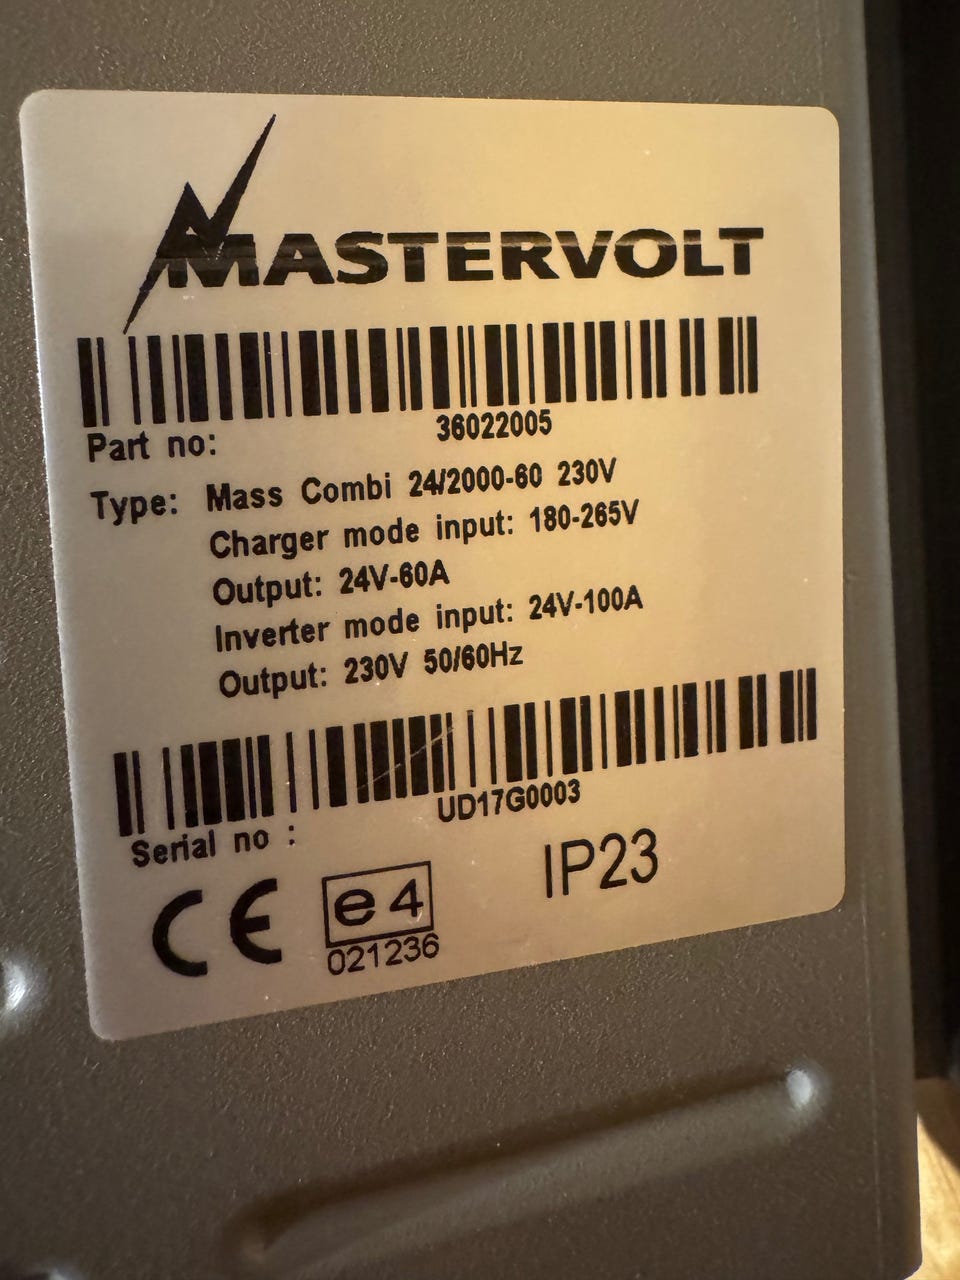 MASTERVOLT
Part no: 36022005
Type: Mass Combi 24/2000-60 230V
Charger mode input: 180-265V
Output: 24V-60A
Inverter mode input: 24V-100A
Output: 230V 50/60Hz
Serial no : UD17G0003
CE e4 IP23
021236